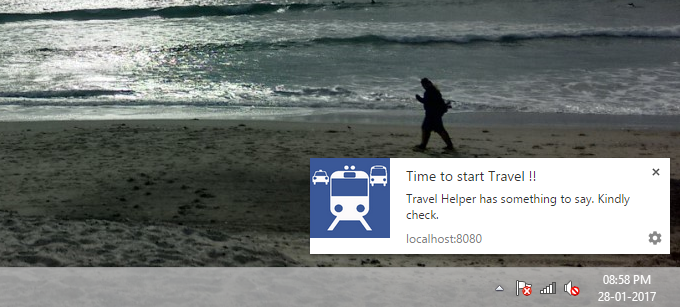 Time to start Travel !!
Travel Helper has something to say. Kindly
check.
localhost:8080
08:58 PM
28-01-2017